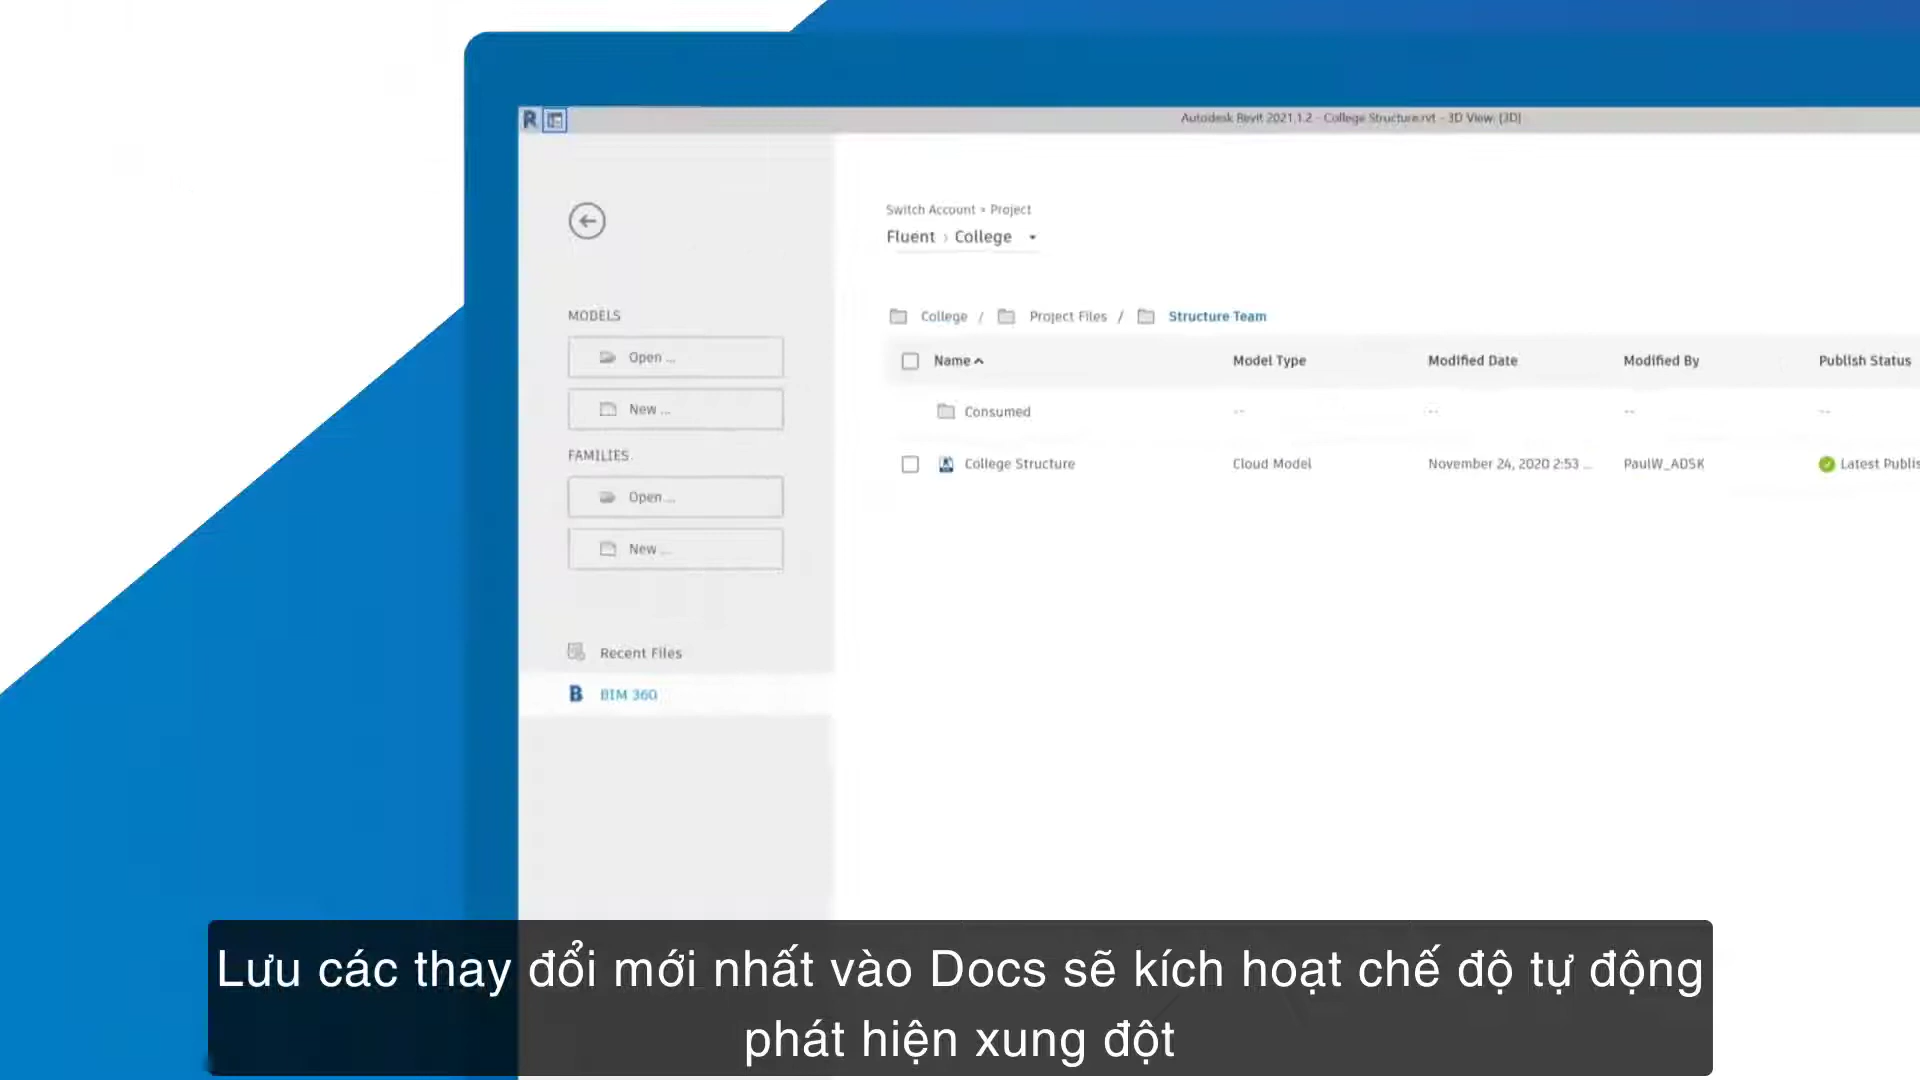 R
Autodesk Revit 2021.1.2 - College Structure.rvt - 3D View: {3D}
Switch Account • Project
Fluent › College
MODELS
Open ...
New ...
FAMILIES
Open ...
New ...
Recent Files
B BIM 360
College / Project Files / Structure Team
Name Model Type Modified Date Modified By Publish Status
Consumed -- -- -- --
College Structure Cloud Model November 24, 2020 2:53 ... PaulW_ADSK Latest Publis
Lưu các thay đổi mới nhất vào Docs sẽ kích hoạt chế độ tự động
phát hiện xung đột